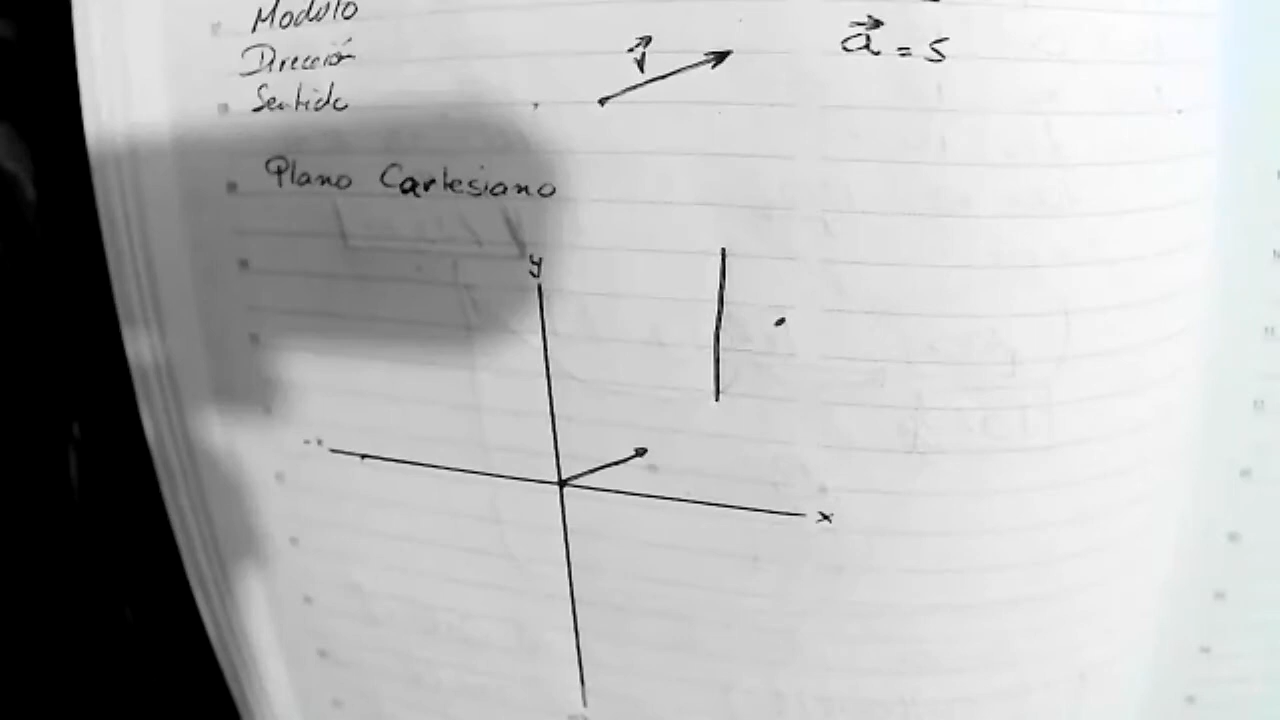 Modulo
Dirección
Sentido
v⃗
a⃗ = 5
Plano Cartesiano
y
-x
x